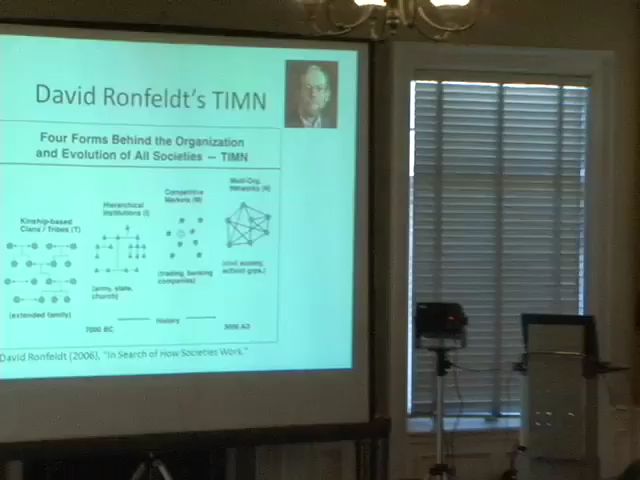 David Ronfeldt's TIMN
Four Forms Behind the Organization
and Evolution of All Societies — TIMN
Kinship-based
Clans / Tribes (T)
Hierarchical
Institutions (I)
Competitive
Markets (M)
Multi-Org.
Networks (N)
(extended family)
(army, state,
church)
(trading, banking
companies)
(civil society,
7000 BC
History
3000 AD
David Ronfeldt (2006), "In Search of How Societies Work."